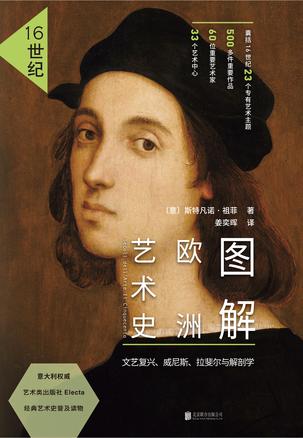 16世纪
囊括16世纪23个专有艺术主题
500多件重要作品
60位重要艺术家
33个艺术中心
(意)斯特凡诺·祖菲 著
姜奕晖 译
图解
欧洲
艺术史
文艺复兴、威尼斯、拉斐尔与解剖学
意大利权威
艺术类出版社 Electa
经典艺术史普及读物
北京联合出版公司